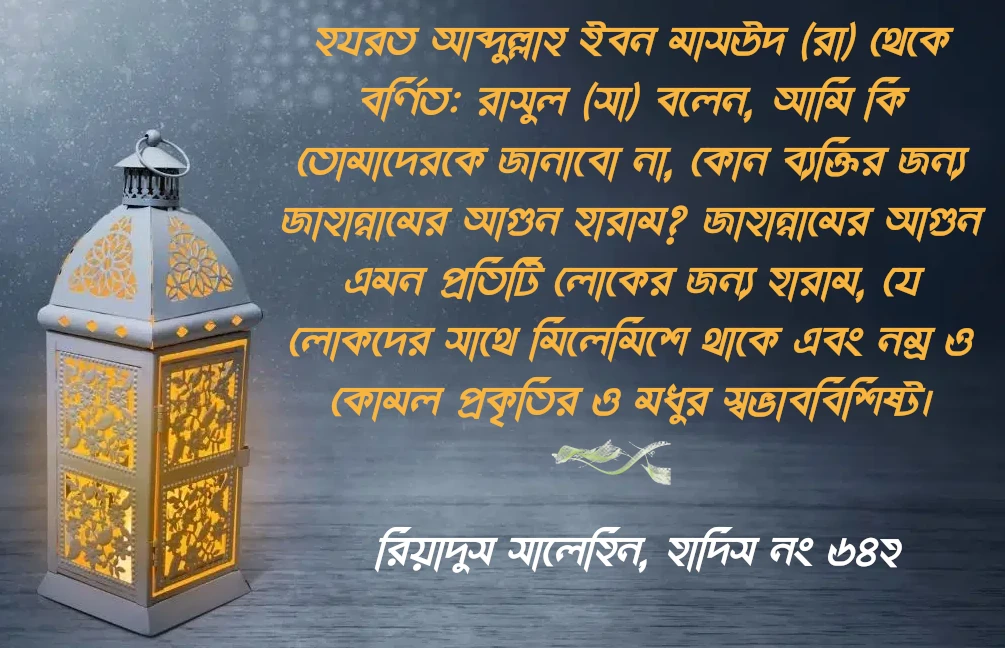 হযরত আব্দুল্লাহ ইবন মাসউদ (রা) থেকে
বর্ণিত: রাসুল (সা) বলেন, আমি কি
তোমাদেরকে জানাবো না, কোন ব্যক্তির জন্য
জাহান্নামের আগুন হারাম? জাহান্নামের আগুন
এমন প্রতিটি লোকের জন্য হারাম, যে
লোকদের সাথে মিলেমিশে থাকে এবং নম্র ও
কোমল প্রকৃতির ও মধুর স্বভাববিশিষ্ট।
রিয়াদুস সালেহিন, হাদিস নং ৬৪২